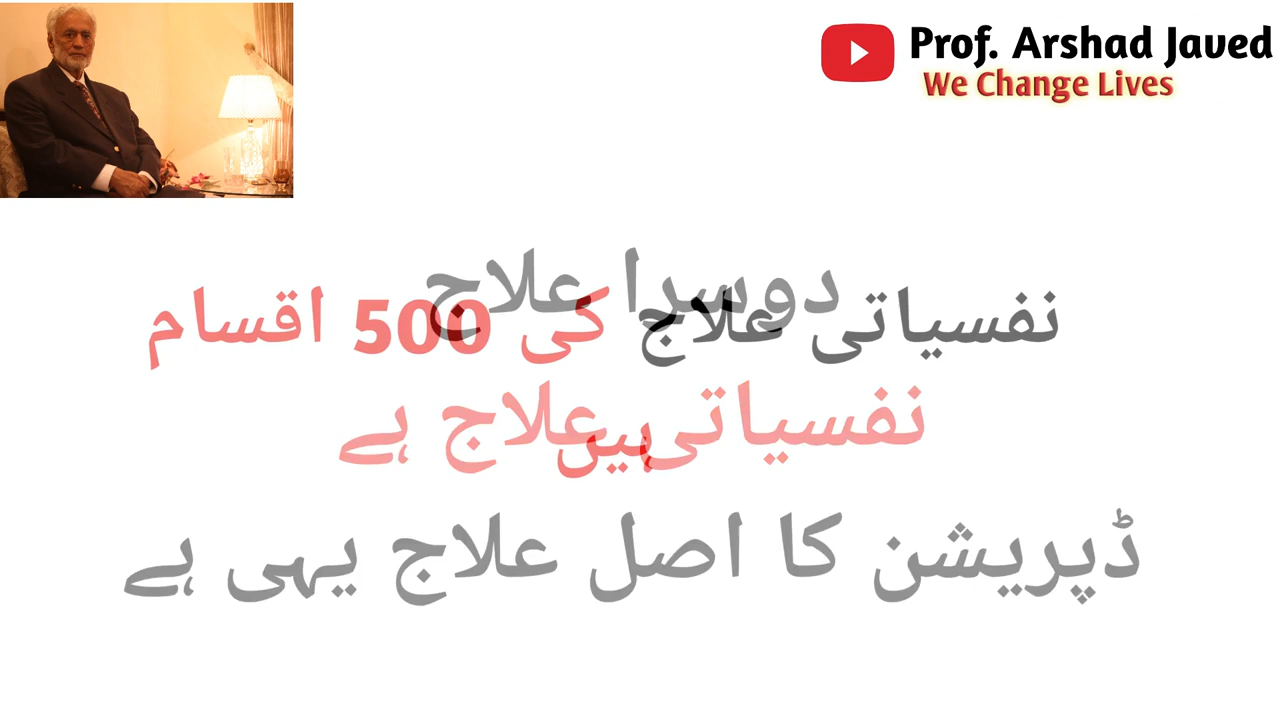 Prof. Arshad Javed
We Change Lives
دوسرا علاج
نفسیاتی علاج کی 500 اقسام
نفسیاتی علاج ہے
ہیں
ڈپریشن کا اصل علاج یہی ہے